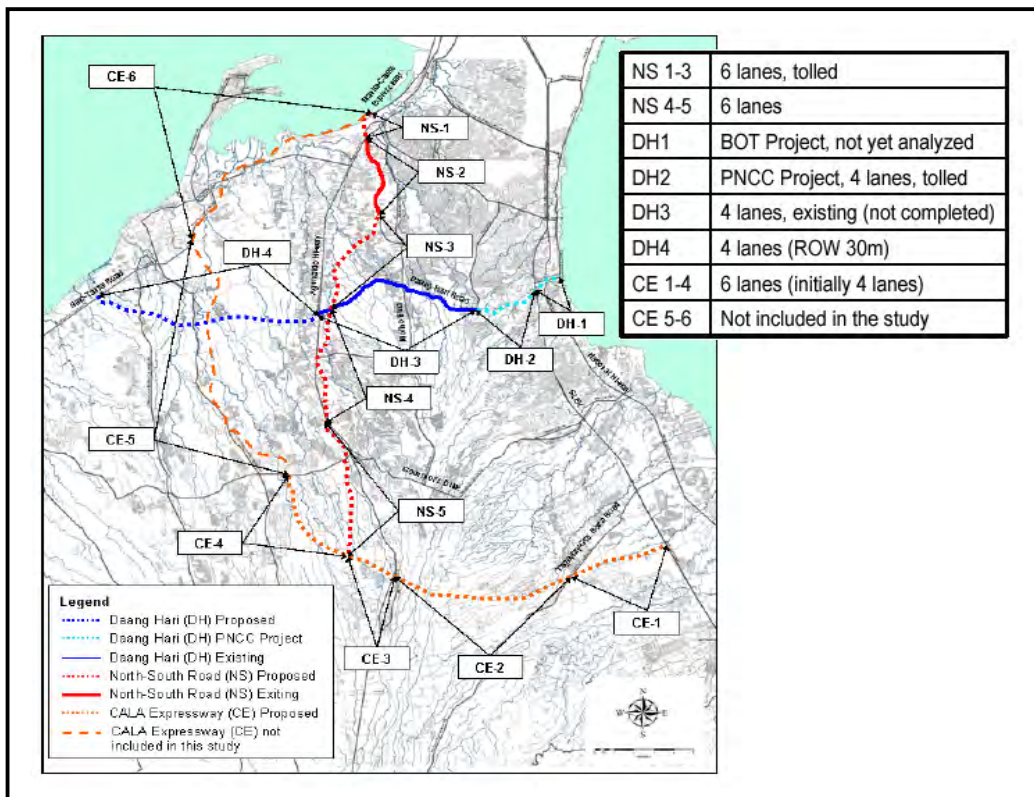 CE-6
NS-1
NS-2
NS-3
DH-4
Daang Hari Road
DH-1
DH-3
DH-2
NS-4
CE-5
NS-5
CE-4
CE-1
CE-3
CE-2
NS 1-3 6 lanes, tolled
NS 4-5 6 lanes
DH1 BOT Project, not yet analyzed
DH2 PNCC Project, 4 lanes, tolled
DH3 4 lanes, existing (not completed)
DH4 4 lanes (ROW 30m)
CE 1-4 6 lanes (initially 4 lanes)
CE 5-6 Not included in the study
Legend
Daang Hari (DH) Proposed
Daang Hari (DH) PNCC Project
Daang Hari (DH) Existing
North-South Road (NS) Proposed
North-South Road (NS) Exiting
CALA Expressway (CE) Proposed
CALA Expressway (CE) not
included in this study
N
W E
S